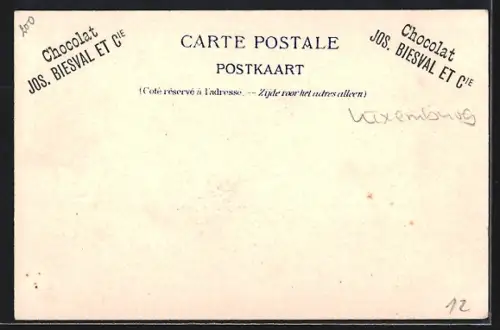 200
Chocolat
JOS. BIESVAL ET CIE
CARTE POSTALE
POSTKAART
(Coté réservé à l'adresse. — Zijde voor het adres alleen)
Chocolat
JOS. BIESVAL ET CIE
Luxemburg
12